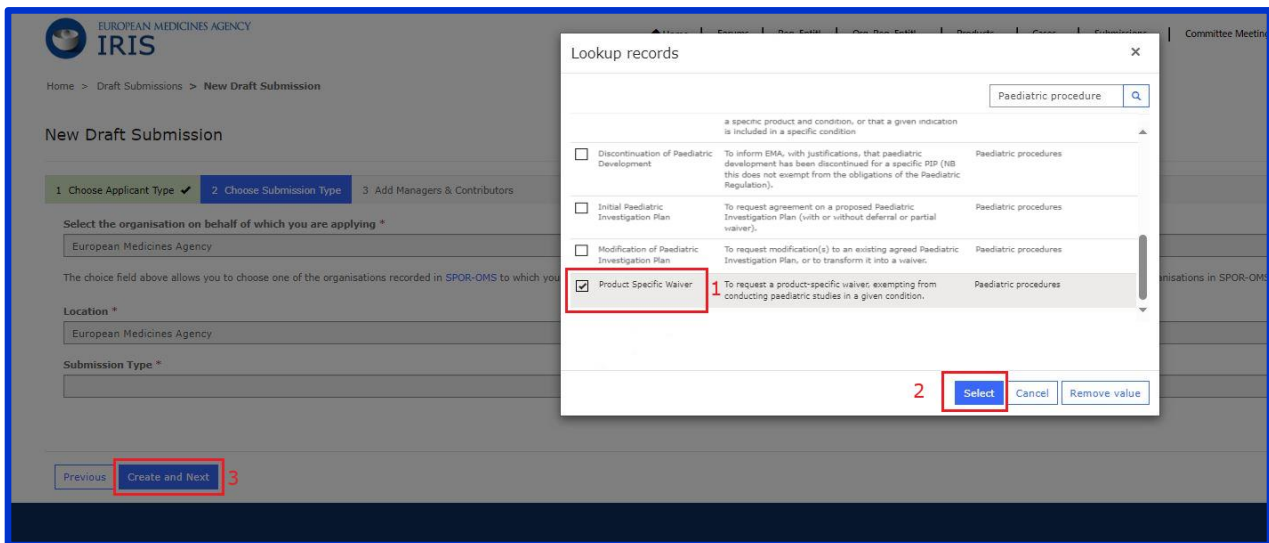 EUROPEAN MEDICINES AGENCY
IRIS
Committee Meeting
Home > Draft Submissions > New Draft Submission
New Draft Submission
1 Choose Applicant Type ✔ 2 Choose Submission Type 3 Add Managers & Contributors
Select the organisation on behalf of which you are applying *
European Medicines Agency
The choice field above allows you to choose one of the organisations recorded in SPOR-OMS to which you
anisations in SPOR-OMS
Location *
European Medicines Agency
Submission Type *
Previous
Create and Next
3
Lookup records
×
Paediatric procedure
a specific product and condition, or that a given indication
is included in a specific condition
Discontinuation of Paediatric
Development
To inform EMA, with justifications, that paediatric
development has been discontinued for a specific PIP (NB
this does not exempt from the obligations of the Paediatric
Regulation).
Paediatric procedures
Initial Paediatric
Investigation Plan
To request agreement on a proposed Paediatric
Investigation Plan (with or without deferral or partial
waiver).
Paediatric procedures
Modification of Paediatric
Investigation Plan
To request modification(s) to an existing agreed Paediatric
Investigation Plan, or to transform it into a waiver.
Paediatric procedures
Product Specific Waiver
1
To request a product-specific waiver, exempting from
conducting paediatric studies in a given condition.
Paediatric procedures
2
Select
Cancel
Remove value